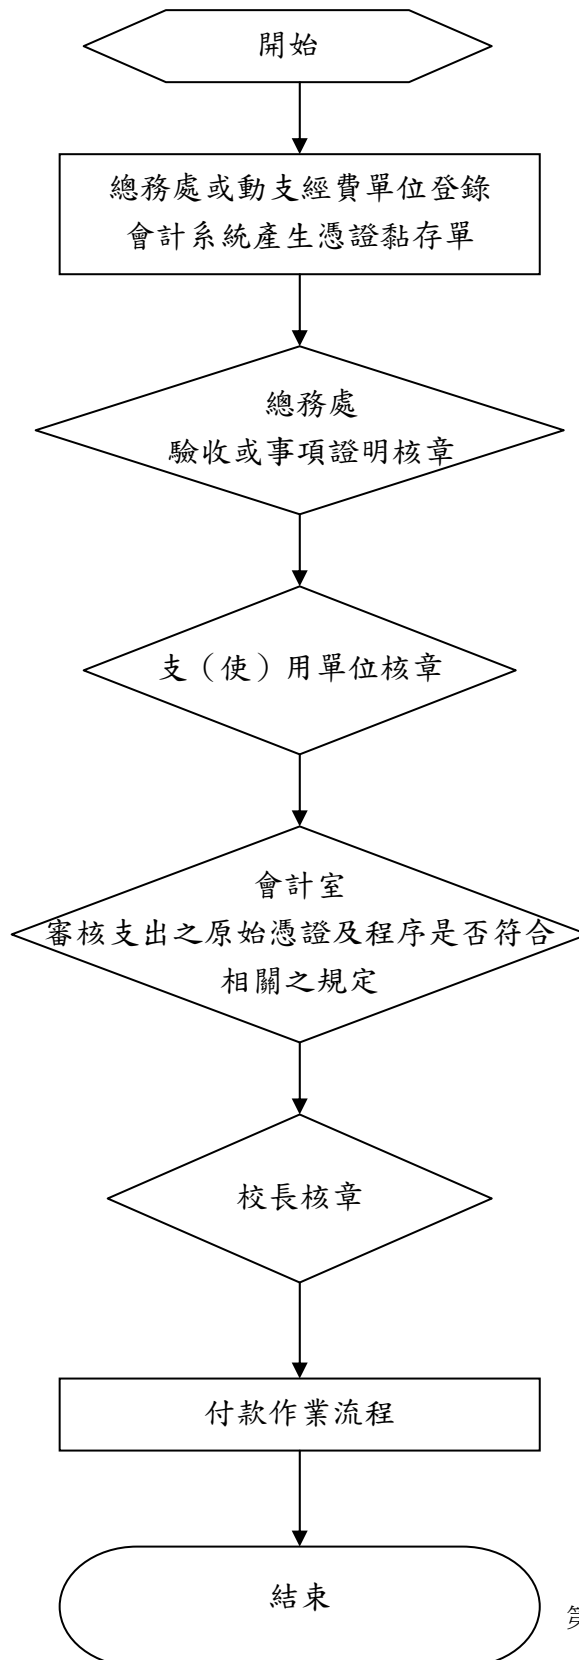 開始
總務處或動支經費單位登錄
會計系統產生憑證黏存單
總務處
驗收或事項證明核章
支（使）用單位核章
會計室
審核支出之原始憑證及程序是否符合
相關之規定
校長核章
付款作業流程
結束
第